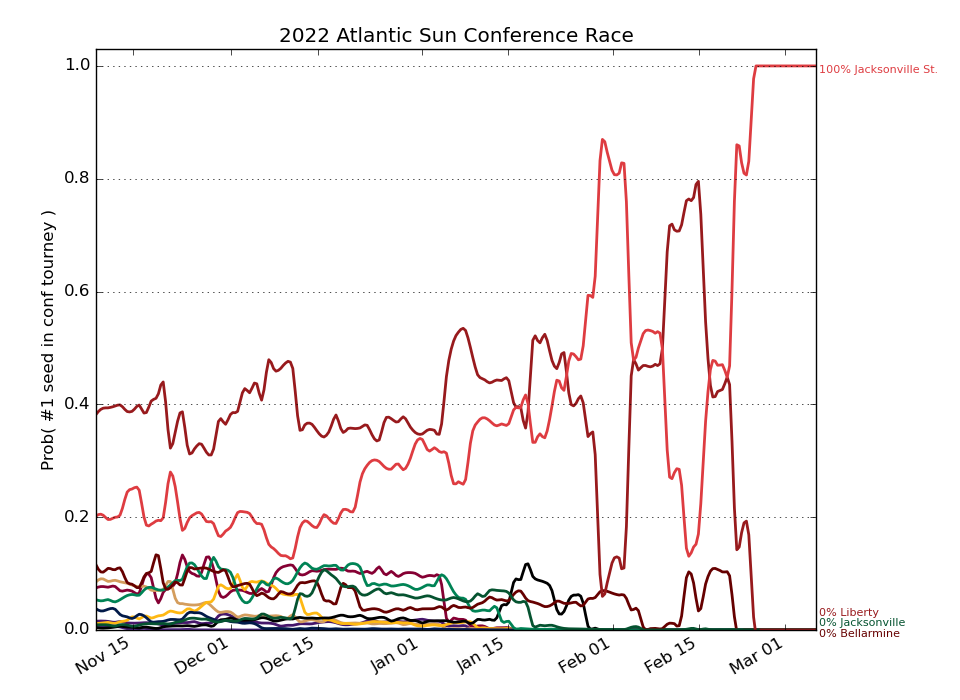 2022 Atlantic Sun Conference Race
Prob( #1 seed in conf tourney )
1.0
0.8
0.6
0.4
0.2
0.0
Nov 15
Dec 01
Dec 15
Jan 01
Jan 15
Feb 01
Feb 15
Mar 01
100% Jacksonville St.
0% Liberty
0% Jacksonville
0% Bellarmine